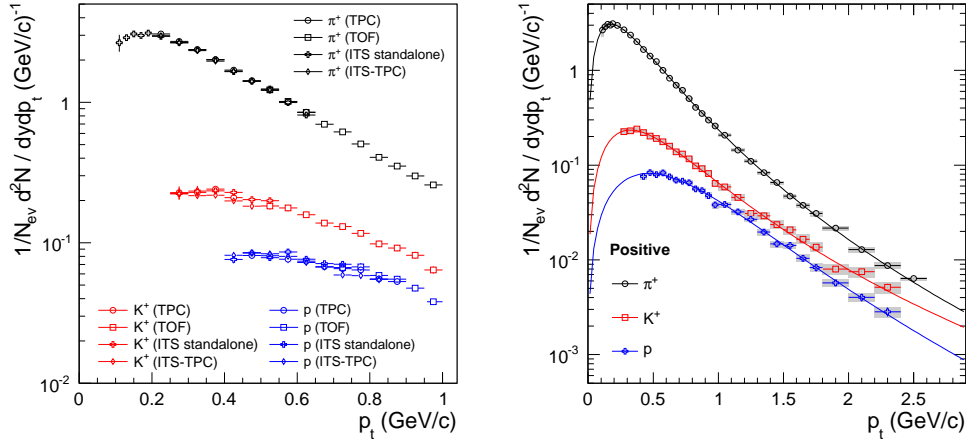 1/N_ev d²N / dydp_t (GeV/c)⁻¹
π⁺ (TPC)
π⁺ (TOF)
π⁺ (ITS standalone)
π⁺ (ITS-TPC)
1
10⁻¹
10⁻²
K⁺ (TPC)
K⁺ (TOF)
K⁺ (ITS standalone)
K⁺ (ITS-TPC)
p (TPC)
p (TOF)
p (ITS standalone)
p (ITS-TPC)
0 0.2 0.4 0.6 0.8 1
p_t (GeV/c)
1/N_ev d²N / dydp_t (GeV/c)⁻¹
1
10⁻¹
10⁻²
10⁻³
Positive
π⁺
K⁺
p
0 0.5 1 1.5 2 2.5
p_t (GeV/c)